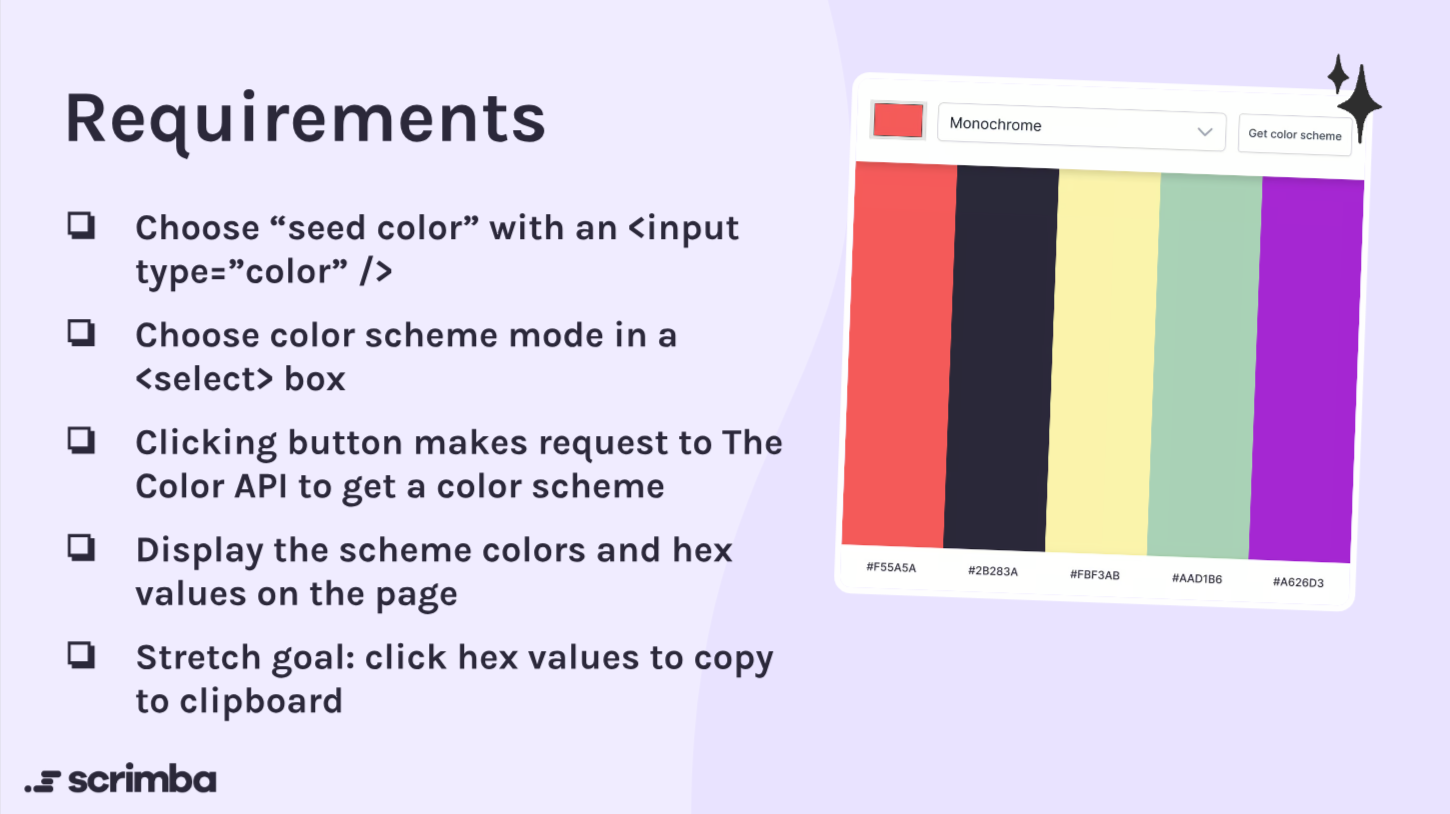 Requirements
Choose “seed color” with an <input
type=”color” />
Choose color scheme mode in a
<select> box
Clicking button makes request to The
Color API to get a color scheme
Display the scheme colors and hex
values on the page
Stretch goal: click hex values to copy
to clipboard
scrimba
Monochrome
Get color scheme
#F55A5A
#2B283A
#FBF3AB
#AAD1B6
#A626D3